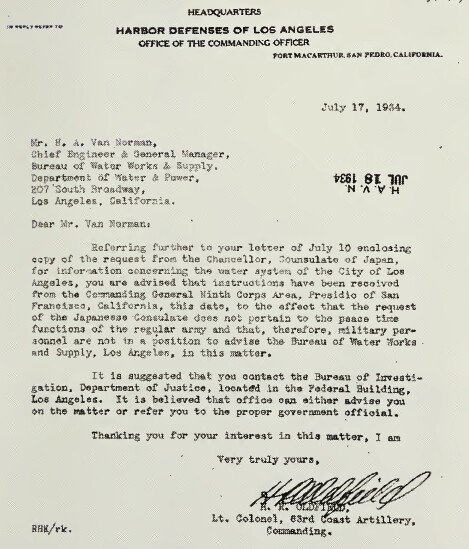 HEADQUARTERS
IN REPLY REFER TO
HARBOR DEFENSES OF LOS ANGELES
OFFICE OF THE COMMANDING OFFICER
FORT MACARTHUR, SAN PEDRO, CALIFORNIA.
July 17, 1934.
Mr. H. A. Van Norman,
Chief Engineer & General Manager,
Bureau of Water Works & Supply.
Department of Water & Power,
207 South Broadway,
Los Angeles, California.
H. A. V. N.
JUL 18 1934
Dear Mr. Van Norman:
Referring further to your letter of July 10 enclosing
copy of the request from the Chancellor, Counsulate of Japan,
for information concerning the water system of the City of Los
Angeles, you are advised that instructions have been received
from the Commanding General Ninth Corps Area, Presidio of San
Francisco, California, this date, to the effect that the request
of the Japanesse Consulate does not pertain to the peace time
functions of the regular army and that, therefore, military per-
sonnel are not in a position to advise the Bureau of Water Works
and Supply, Los Angeles, in this matter.
It is suggested that you contact the Bureau of Investi-
gation, Department of Justice, located in the Federal Building,
Los Angeles. It is believed that office can either advise you
on the matter or refer you to the proper government official.
Thanking you for your interest in this matter, I am
Very truly yours,
H. R. OLDFIELD,
Lt. Colonel, 63rd Coast Artillery,
Commanding.
RHK/rk.